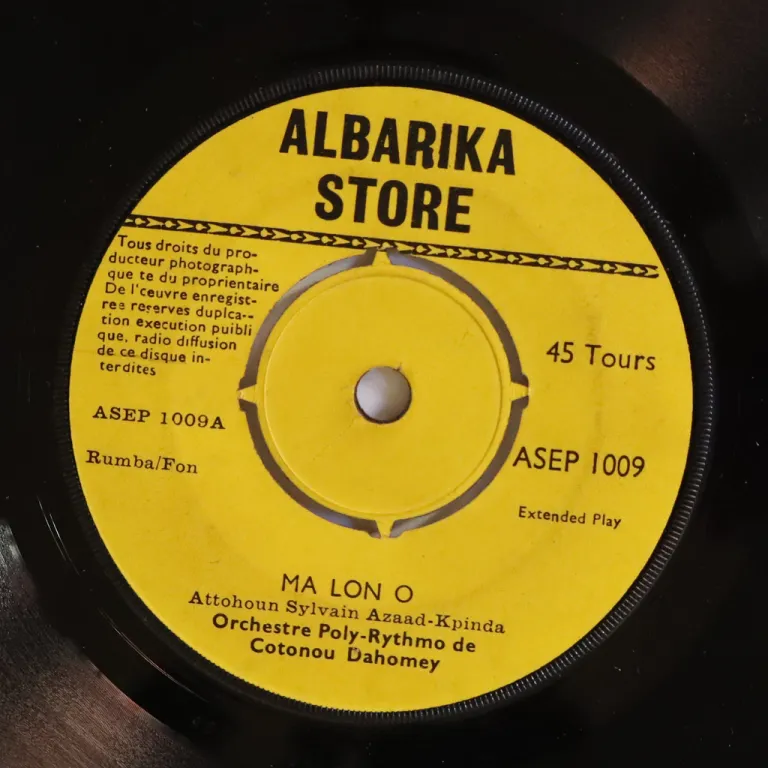 ALBARIKA
STORE
Tous droits du pro-
ducteur photograph-
que te du proprientaire
De l'œuvre enregist-
ree reserves duplca--
tion execution puibli
que, radio diffusion
de ce disque in-
terdites
45 Tours
ASEP 1009A
ASEP 1009
Rumba/Fon
Extended Play
MA LON O
Attohoun Sylvain Azaad-Kpinda
Orchestre Poly-Rythmo de
Cotonou Dahomey